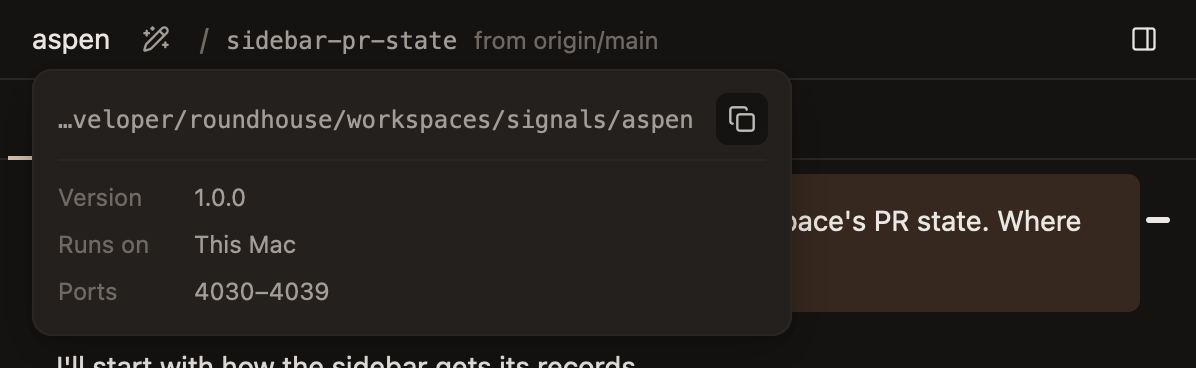 aspen / sidebar-pr-state from origin/main
…veloper/roundhouse/workspaces/signals/aspen
Version 1.0.0
Runs on This Mac
Ports 4030–4039
pace's PR state. Where
I'll start with how the sidebar gets its records